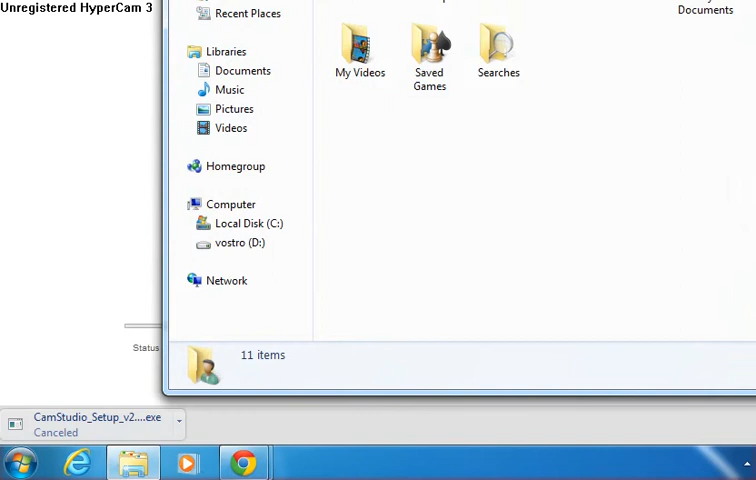 Unregistered HyperCam 3
Recent Places
Documents
Libraries
Documents
Music
Pictures
Videos
My Videos
Saved Games
Searches
Homegroup
Computer
Local Disk (C:)
vostro (D:)
Network
Status
11 items
CamStudio_Setup_v2....exe
Canceled